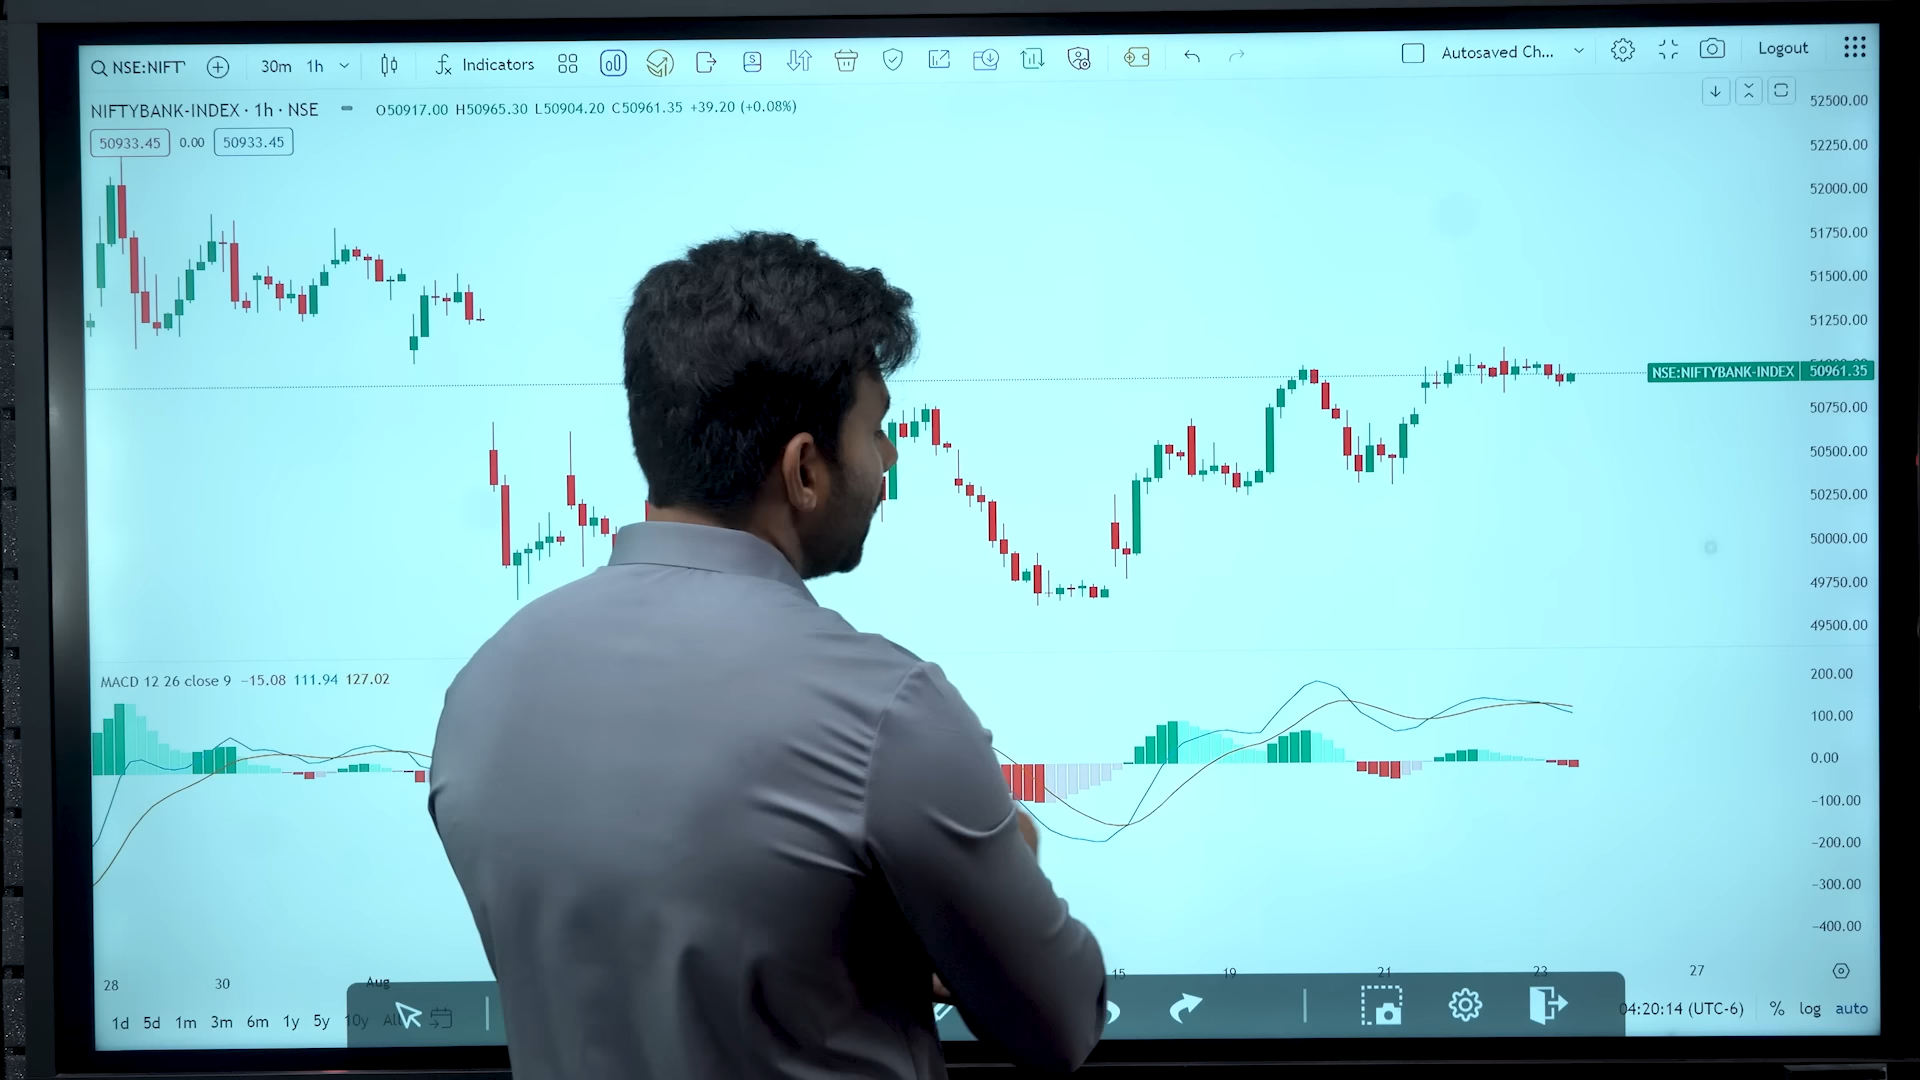 NSE:NIFT 30m 1h Indicators Autosaved Ch... Logout
NIFTYBANK-INDEX · 1h · NSE O50917.00 H50965.30 L50904.20 C50961.35 +39.20 (+0.08%)
50933.45 0.00 50933.45
52500.00
52250.00
52000.00
51750.00
51500.00
51250.00
NSE:NIFTYBANK-INDEX 50961.35
50750.00
50500.00
50250.00
50000.00
49750.00
49500.00
MACD 12 26 close 9 −15.08 111.94 127.02
200.00
100.00
0.00
−100.00
−200.00
−300.00
−400.00
28 30 Aug 15 19 21 23 27
1d 5d 1m 3m 6m 1y 5y 10y All 04:20:14 (UTC-6) % log auto